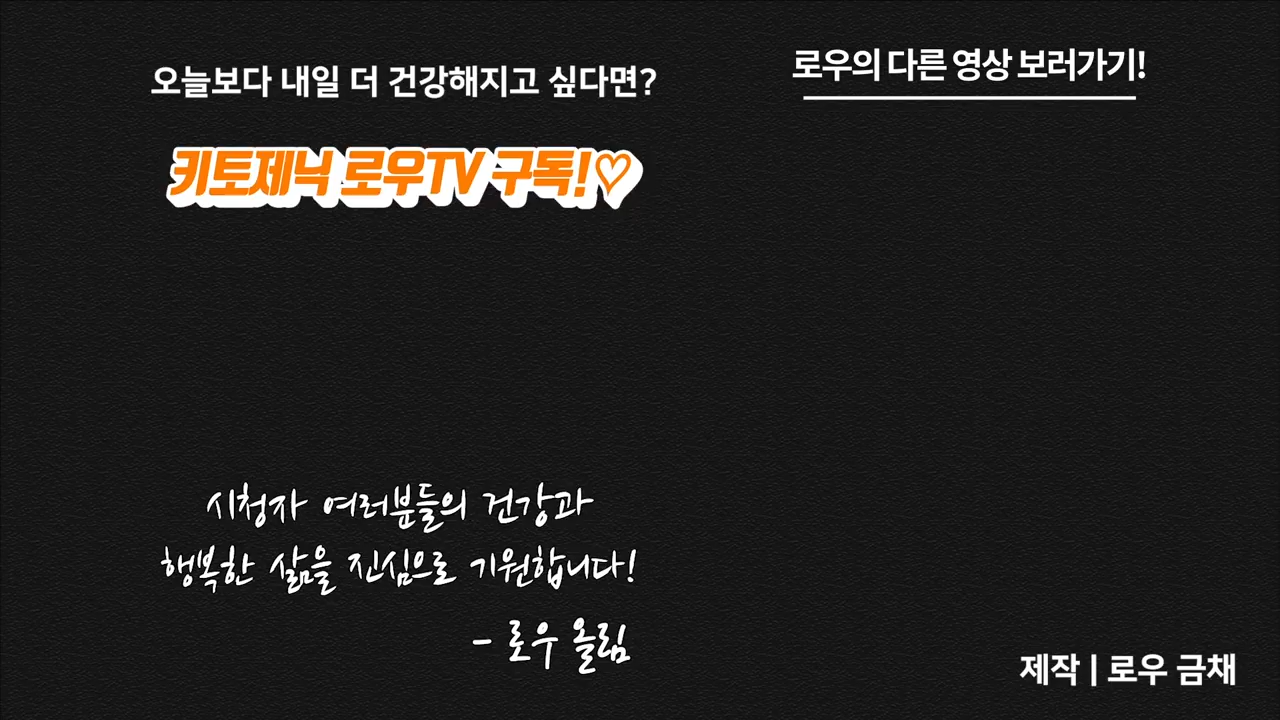 오늘보다 내일 더 건강해지고 싶다면?
키토제닉 로우TV 구독!♡
로우의 다른 영상 보러가기!
시청자 여러분들의 건강과
행복한 삶을 진심으로 기원합니다!
- 로우 올림
제작 | 로우 금채